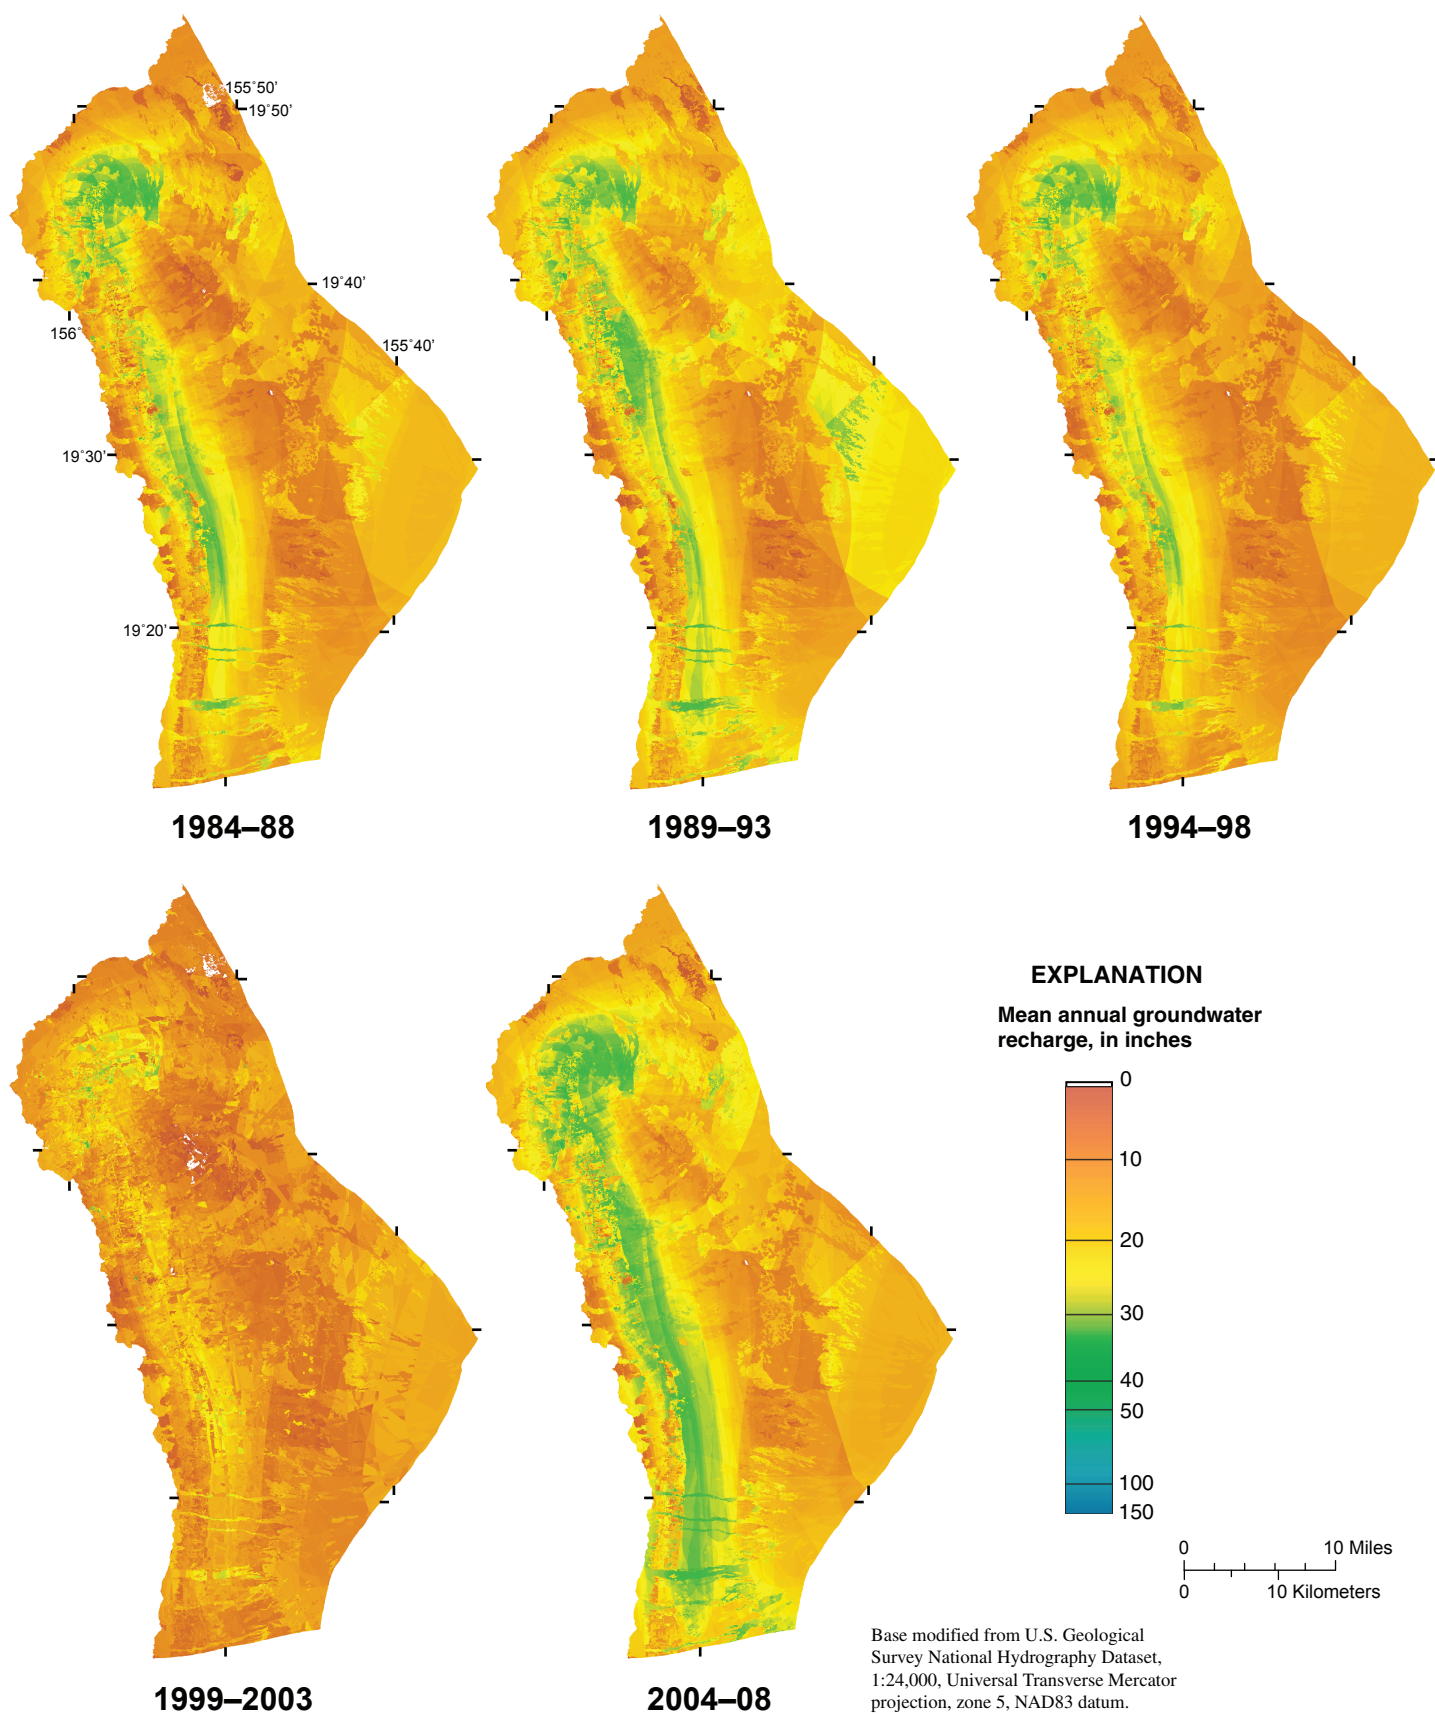 155˚50'
19˚50'
19˚40'
156˚
155˚40'
19˚30'
19˚20'
1984–88
1989–93
1994–98
EXPLANATION
Mean annual groundwater
recharge, in inches
0
10
20
30
40
50
100
150
0 10 Miles
0 10 Kilometers
Base modified from U.S. Geological
Survey National Hydrography Dataset,
1:24,000, Universal Transverse Mercator
projection, zone 5, NAD83 datum.
1999–2003
2004–08